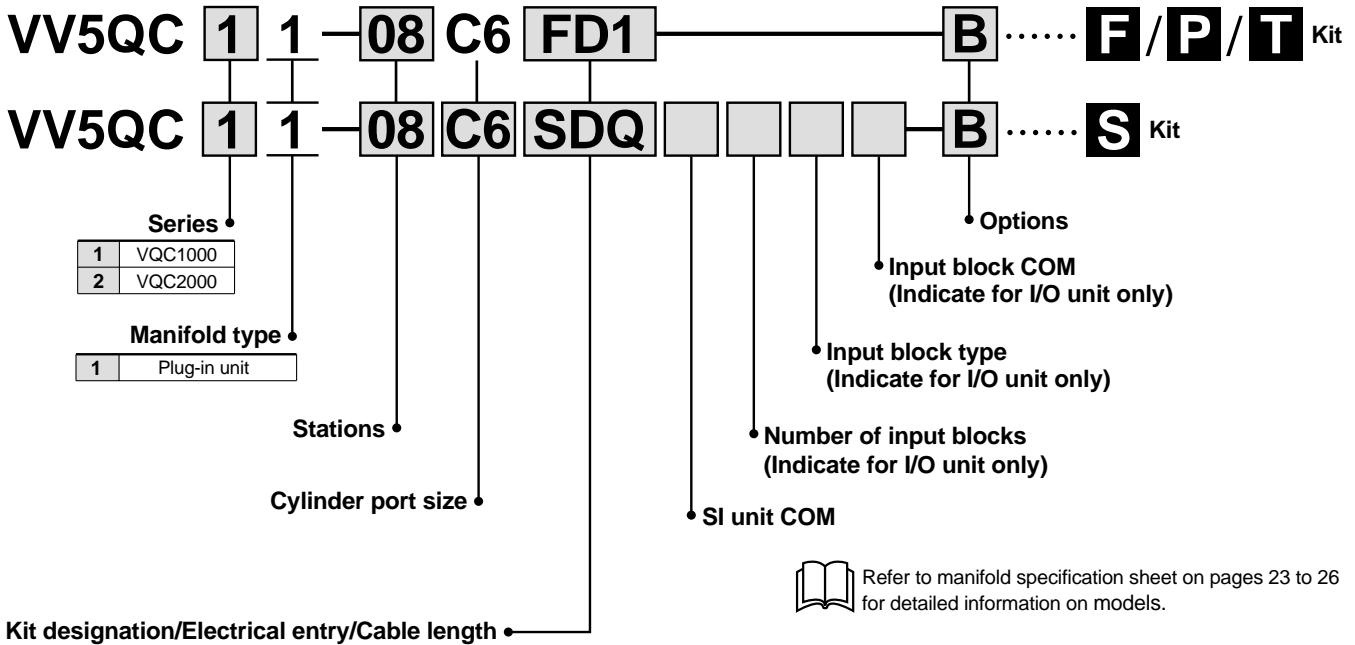 VV5QC 1 1 - 08 C6 FD1 B ...... F / P / T Kit
VV5QC 1 1 - 08 C6 SDQ - B ...... S Kit
Series
1 VQC1000
2 VQC2000
Manifold type
1 Plug-in unit
Stations
Cylinder port size
Kit designation/Electrical entry/Cable length
Options
Input block COM
(Indicate for I/O unit only)
Input block type
(Indicate for I/O unit only)
Number of input blocks
(Indicate for I/O unit only)
SI unit COM
Refer to manifold specification sheet on pages 23 to 26
for detailed information on models.